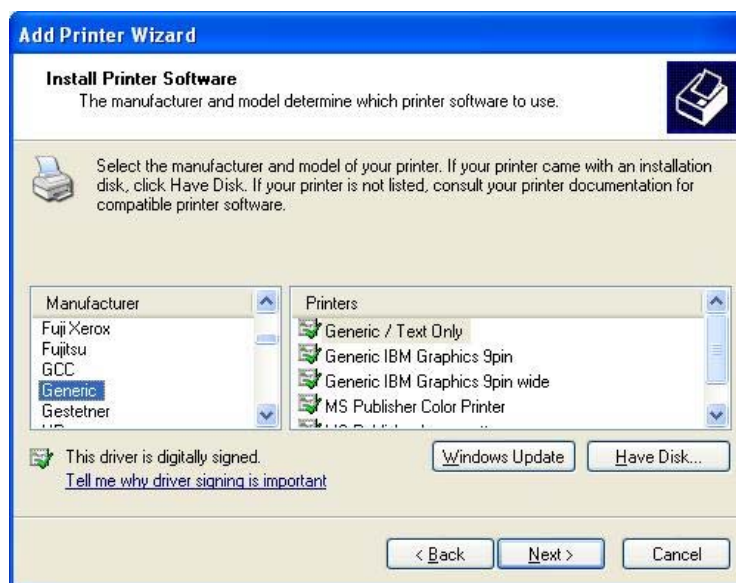 Add Printer Wizard
Install Printer Software
The manufacturer and model determine which printer software to use.
Select the manufacturer and model of your printer. If your printer came with an installation
disk, click Have Disk. If your printer is not listed, consult your printer documentation for
compatible printer software.
Manufacturer
Fuji Xerox
Fujitsu
GCC
Generic
Gestetner
Printers
Generic / Text Only
Generic IBM Graphics 9pin
Generic IBM Graphics 9pin wide
MS Publisher Color Printer
This driver is digitally signed.
Tell me why driver signing is important
Windows Update
Have Disk...
< Back
Next >
Cancel